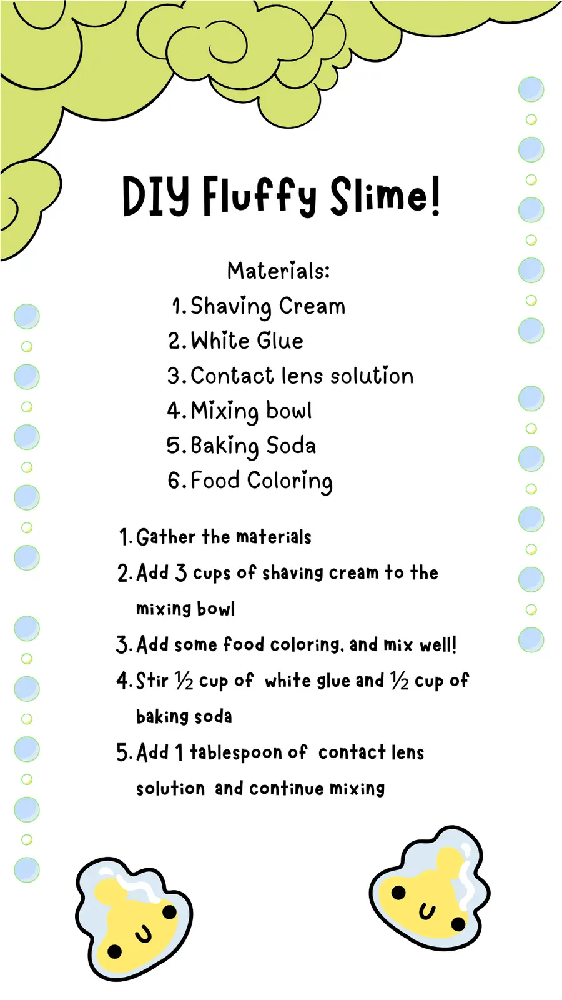 DIY Fluffy Slime!
Materials:
1. Shaving Cream
2. White Glue
3. Contact lens solution
4. Mixing bowl
5. Baking Soda
6. Food Coloring
1. Gather the materials
2. Add 3 cups of shaving cream to the
mixing bowl
3. Add some food coloring, and mix well!
4. Stir ½ cup of white glue and ½ cup of
baking soda
5. Add 1 tablespoon of contact lens
solution and continue mixing